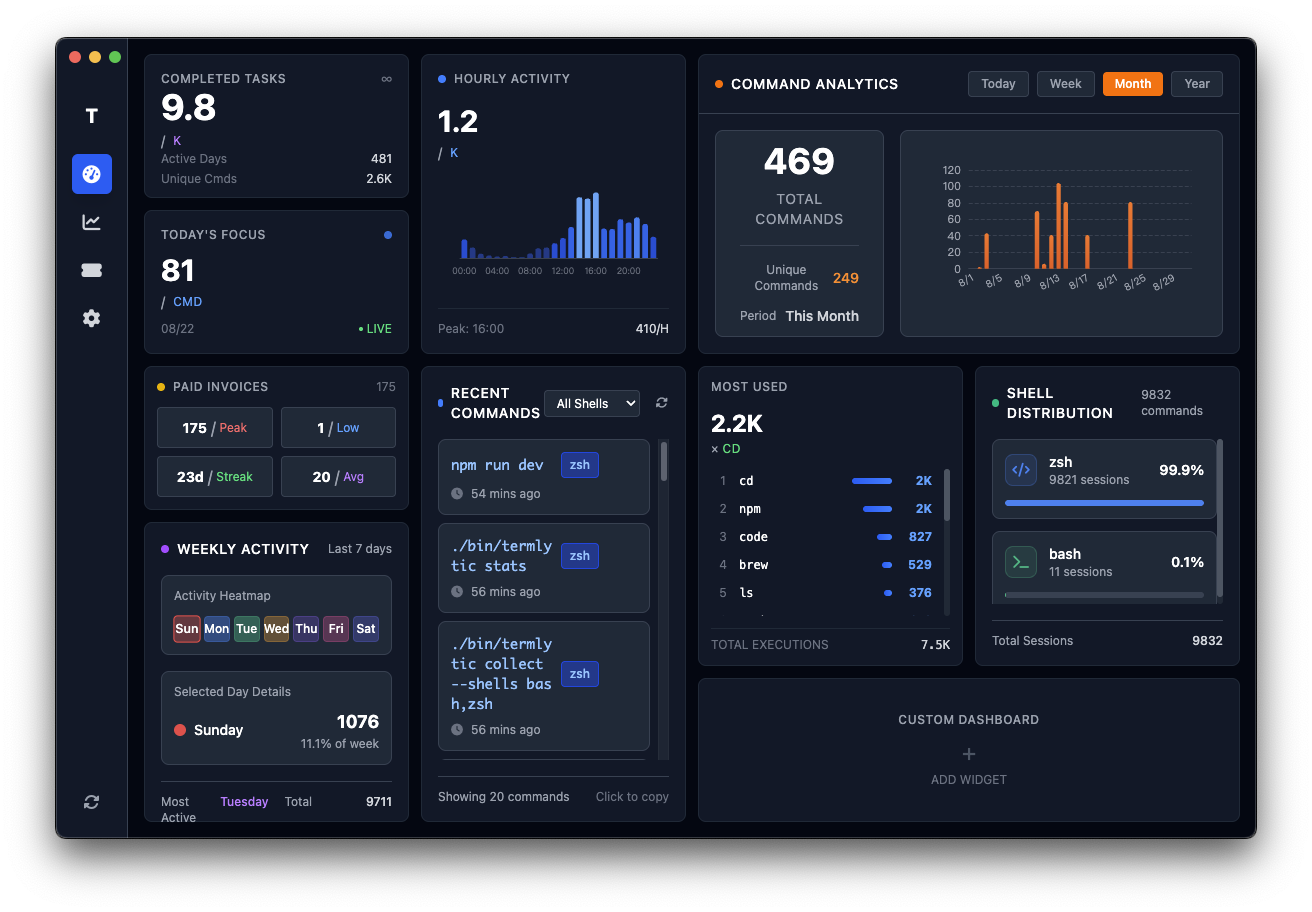 T
COMPLETED TASKS ∞
9.8
/ K
Active Days 481
Unique Cmds 2.6K
TODAY'S FOCUS
81
/ CMD
08/22 • LIVE
HOURLY ACTIVITY
1.2
/ K
00:00 04:00 08:00 12:00 16:00 20:00
Peak: 16:00 410/H
COMMAND ANALYTICS Today Week Month Year
469
TOTAL
COMMANDS
Unique
Commands 249
Period This Month
120
100
80
60
40
20
0
8/1 8/5 8/9 8/13 8/17 8/21 8/25 8/29
PAID INVOICES 175
175 / Peak 1 / Low
23d / Streak 20 / Avg
WEEKLY ACTIVITY Last 7 days
Activity Heatmap
Sun Mon Tue Wed Thu Fri Sat
Selected Day Details
Sunday 1076
11.1% of week
Most
Active Tuesday Total 9711
RECENT
COMMANDS All Shells
npm run dev zsh
54 mins ago
./bin/termly
tic stats zsh
56 mins ago
./bin/termly
tic collect
--shells bas
h,zsh zsh
56 mins ago
Showing 20 commands Click to copy
MOST USED
2.2K
× CD
1 cd 2K
2 npm 2K
3 code 827
4 brew 529
5 ls 376
TOTAL EXECUTIONS 7.5K
SHELL
DISTRIBUTION 9832
commands
zsh 99.9%
9821 sessions
bash 0.1%
11 sessions
Total Sessions 9832
CUSTOM DASHBOARD
+
ADD WIDGET